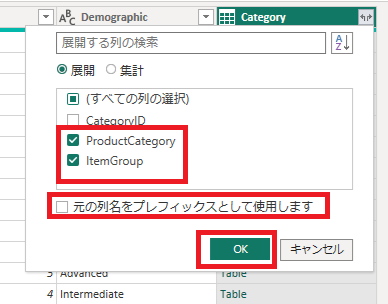 ABC Demographic Category
展開する列の検索
展開 集計
(すべての列の選択)
CategoryID
ProductCategory
ItemGroup
元の列名をプレフィックスとして使用します
OK キャンセル
5 Advanced Table
4 Intermediate Table